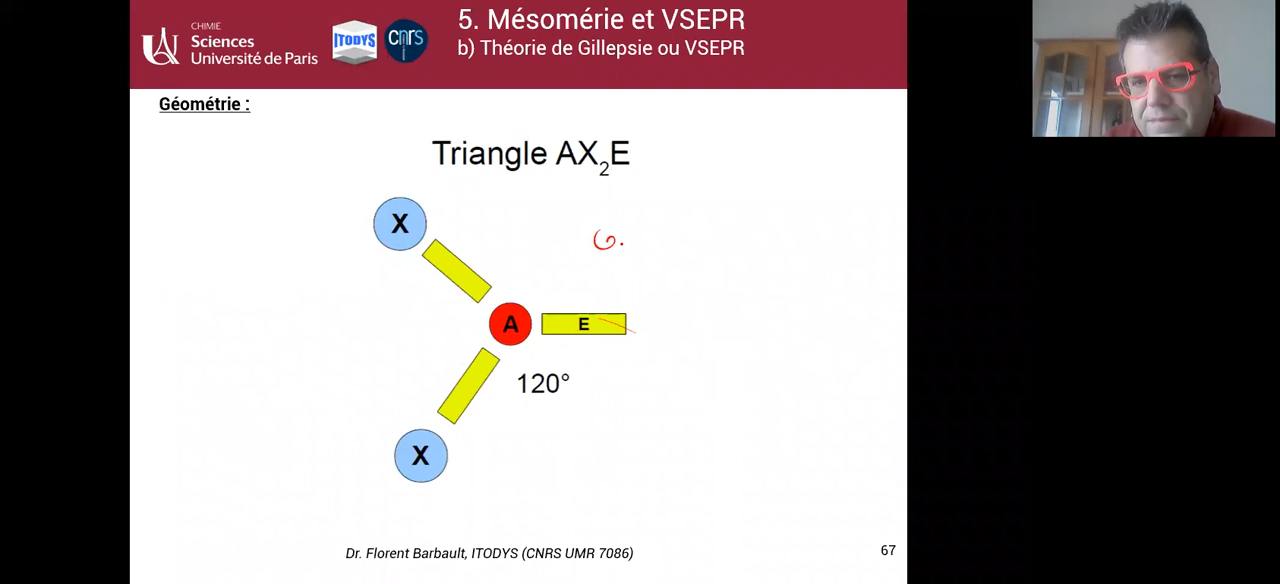 CHIMIE
Sciences
Université de Paris
ITODYS
cnrs
5. Mésomérie et VSEPR
b) Théorie de Gillepsie ou VSEPR
Géométrie :
Triangle AX₂E
X
A
E
120°
X
Dr. Florent Barbault, ITODYS (CNRS UMR 7086)
67